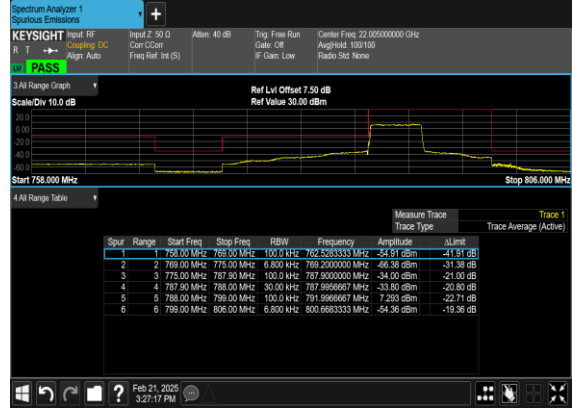 Spectrum Analyzer 1
Spurious Emissions
KEYSIGHT Input: RF Input Z: 50 Ω Atten: 40 dB Trig: Free Run Center Freq: 22.005000000 GHz
R T Coupling: DC Corr CCorr Gate: Off Avg|Hold: 100/100
Align: Auto Freq Ref: Int (S) IF Gain: Low Radio Std: None
PASS
3 All Range Graph
Ref Lvl Offset 7.50 dB
Scale/Div 10.0 dB Ref Value 30.00 dBm
20.0
0.00
-20.0
-40.0
-60.0
Start 758.000 MHz Stop 806.000 MHz
4 All Range Table
Measure Trace Trace 1
Trace Type Trace Average (Active)
Spur Range Start Freq Stop Freq RBW Frequency Amplitude ΔLimit
1 1 758.00 MHz 769.00 MHz 100.0 kHz 762.5283333 MHz -54.91 dBm -41.91 dB
2 2 769.00 MHz 775.00 MHz 6.800 kHz 769.2000000 MHz -66.38 dBm -31.38 dB
3 3 775.00 MHz 787.90 MHz 100.0 kHz 787.9000000 MHz -34.00 dBm -21.00 dB
4 4 787.90 MHz 788.00 MHz 30.00 kHz 787.9956667 MHz -33.80 dBm -20.80 dB
5 5 788.00 MHz 799.00 MHz 100.0 kHz 791.9966667 MHz 7.293 dBm -22.71 dB
6 6 799.00 MHz 806.00 MHz 6.800 kHz 800.6683333 MHz -54.36 dBm -19.36 dB
Feb 21, 2025
3:27:17 PM